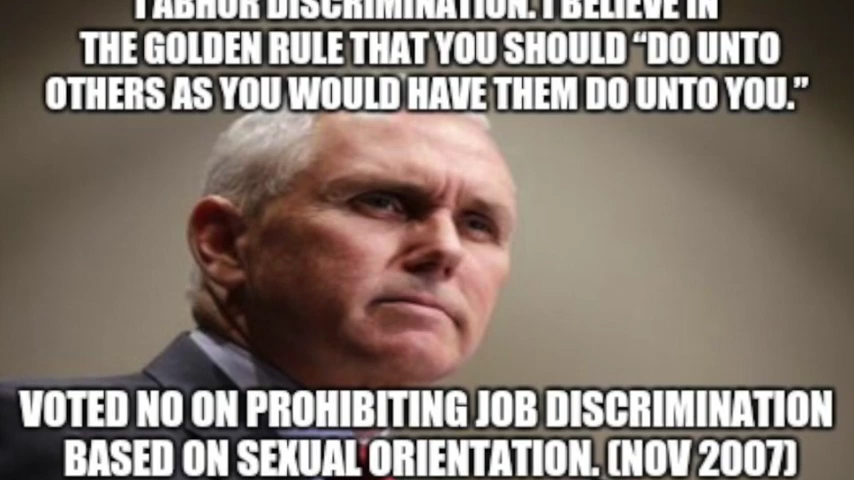 I ABHOR DISCRIMINATION. I BELIEVE IN
THE GOLDEN RULE THAT YOU SHOULD “DO UNTO
OTHERS AS YOU WOULD HAVE THEM DO UNTO YOU.”
VOTED NO ON PROHIBITING JOB DISCRIMINATION
BASED ON SEXUAL ORIENTATION. (NOV 2007)